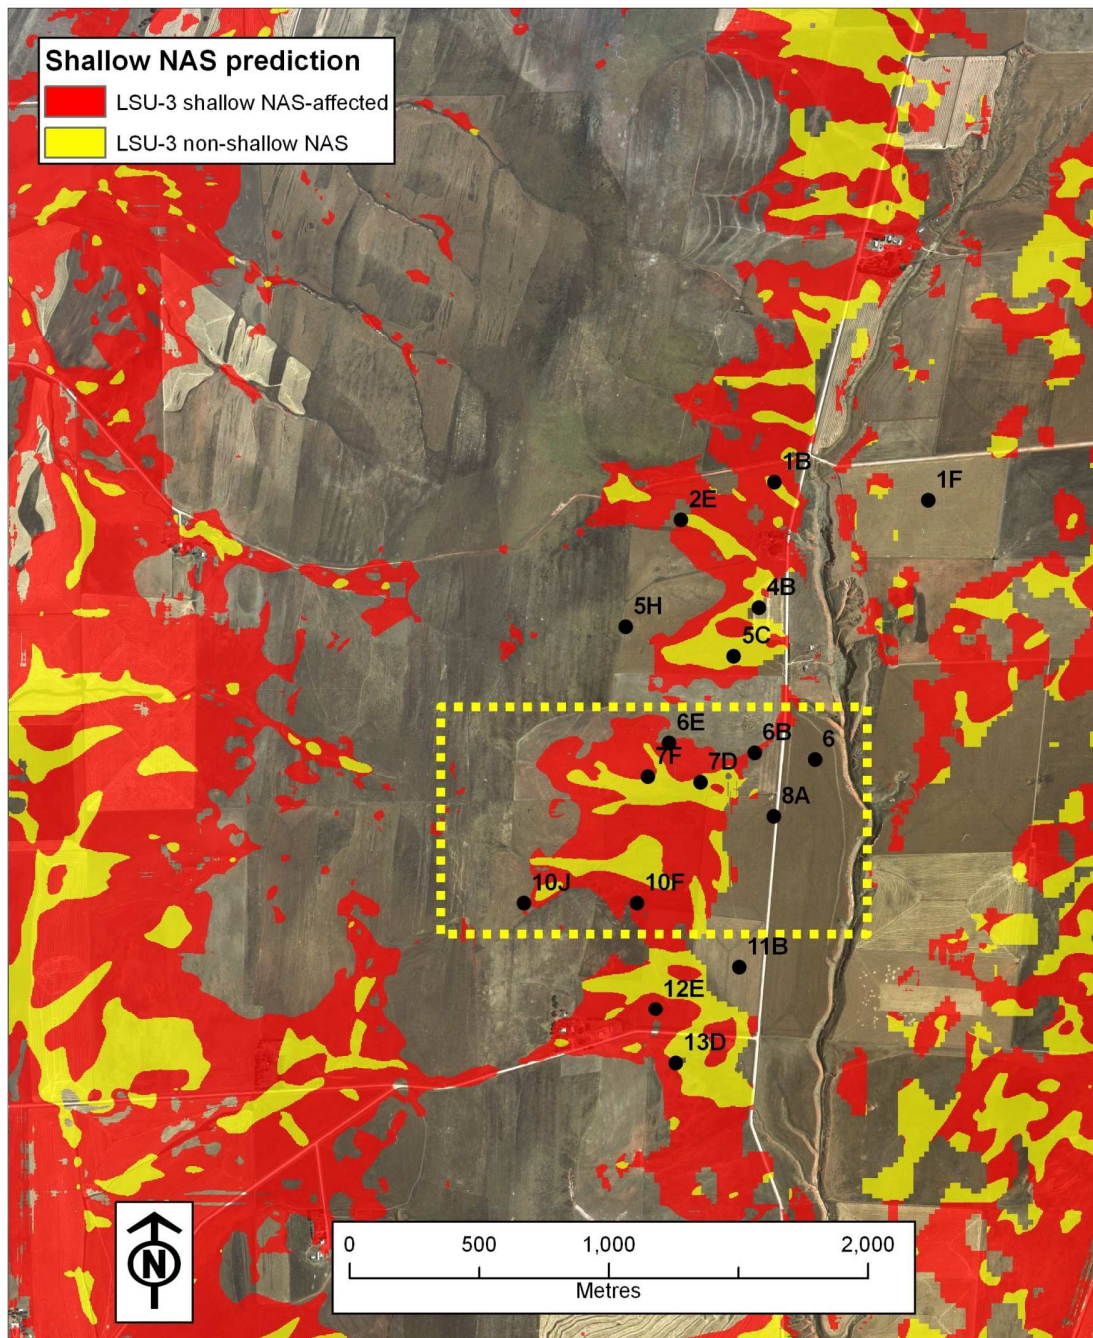 Shallow NAS prediction
LSU-3 shallow NAS-affected
LSU-3 non-shallow NAS
1B
1F
2E
4B
5H
5C
6E
6B
6
7F
7D
8A
10J
10F
11B
12E
13D
N
0 500 1,000 2,000
Metres